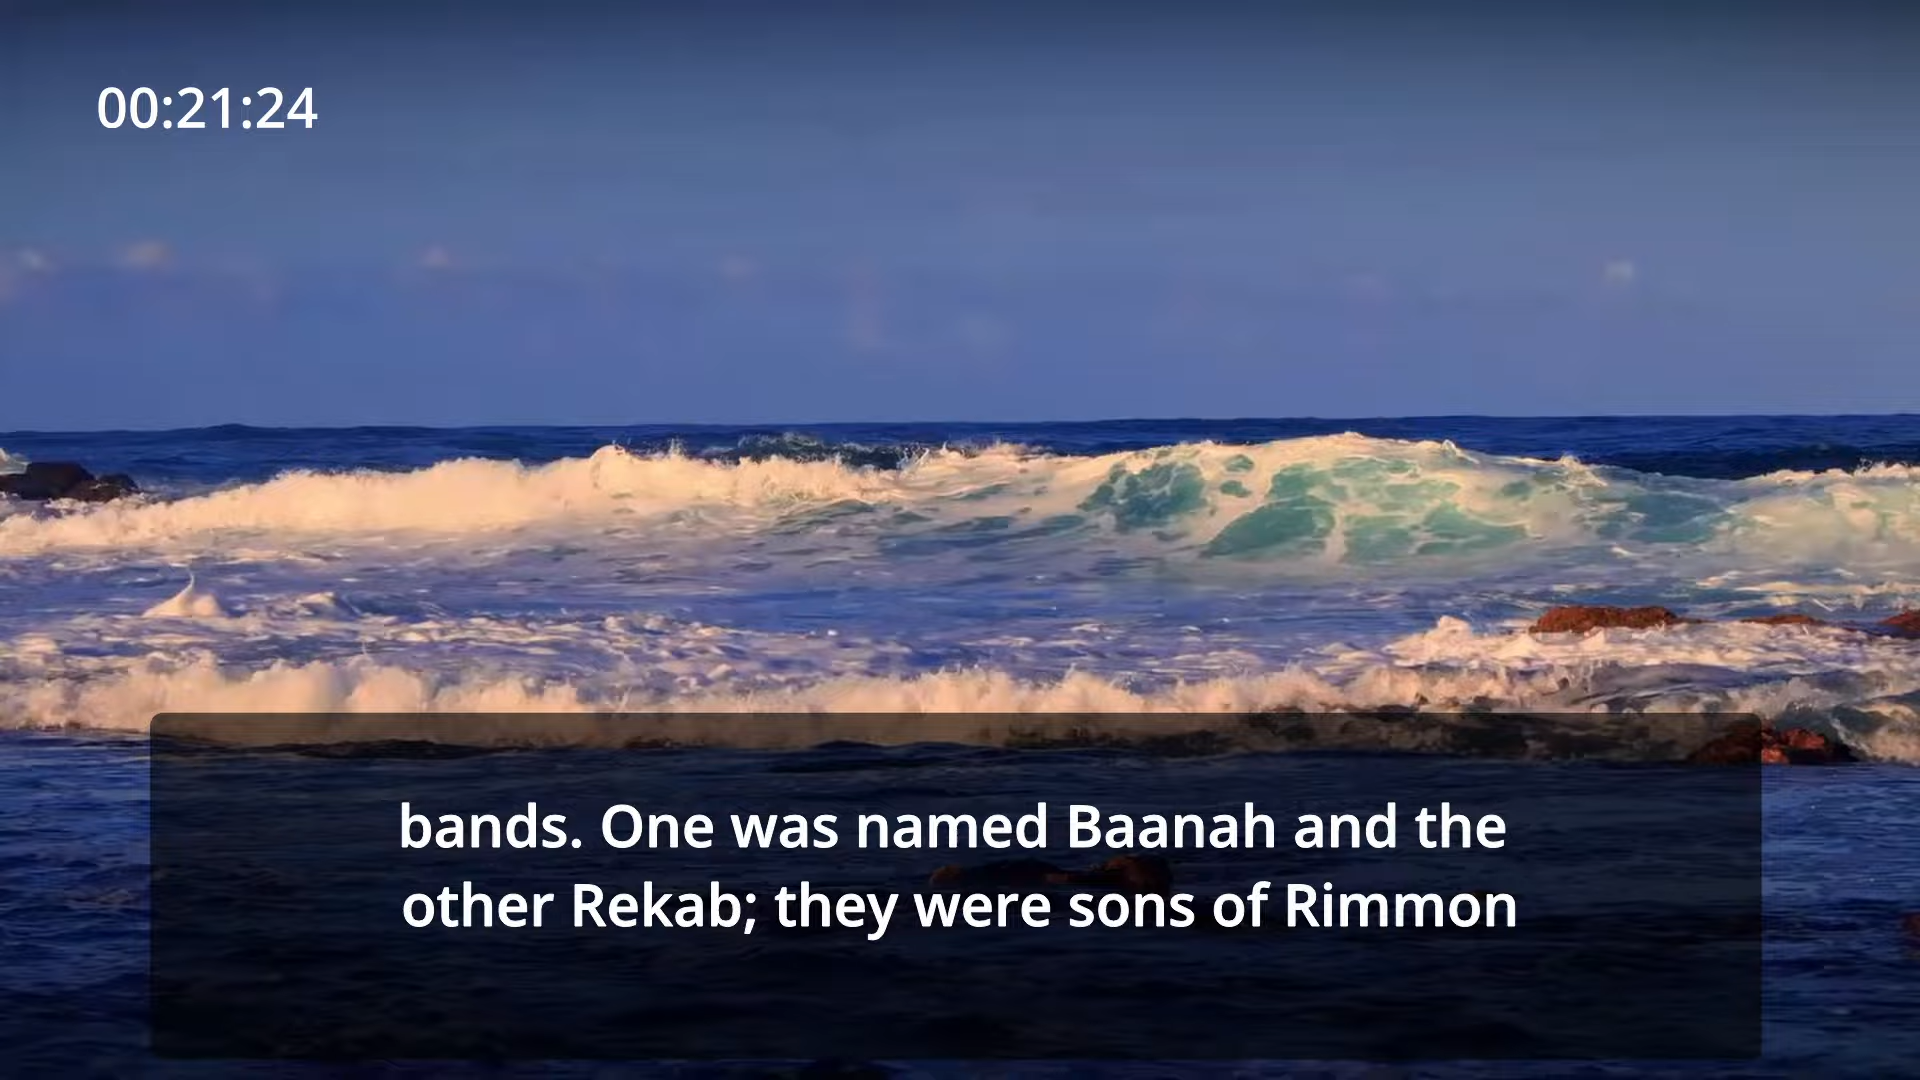 00:21:24
bands. One was named Baanah and the
other Rekab; they were sons of Rimmon